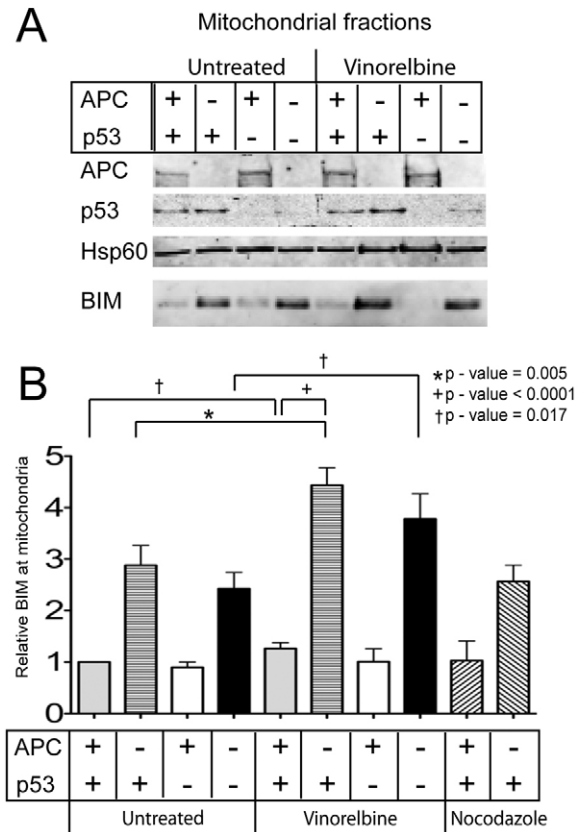 A
Mitochondrial fractions
Untreated Vinorelbine
APC + - + - + - + -
p53 + + - - + + - -
APC
p53
Hsp60
BIM
B
† † + *
* p - value = 0.005
+ p - value < 0.0001
† p - value = 0.017
Relative BIM at mitochondria
5
4
3
2
1
0
APC + - + - + - + - + -
p53 + + - - + + - - + +
Untreated Vinorelbine Nocodazole